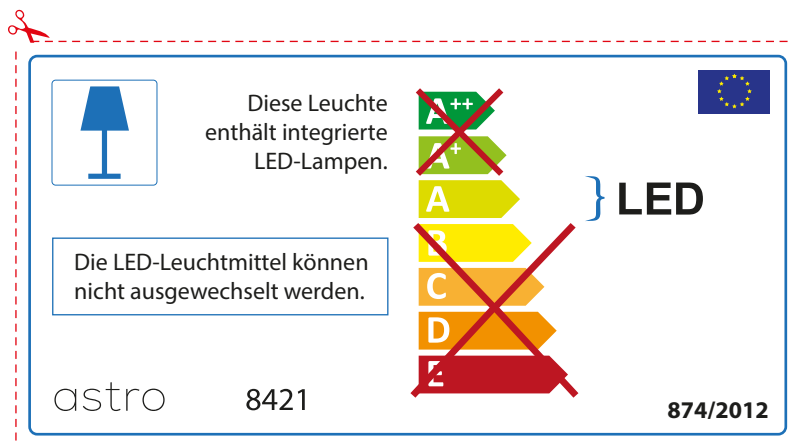 Diese Leuchte
enthält integrierte
LED-Lampen.
A++
A+
A
B
C
D
E
LED
Die LED-Leuchtmittel können
nicht ausgewechselt werden.
astro
8421
874/2012